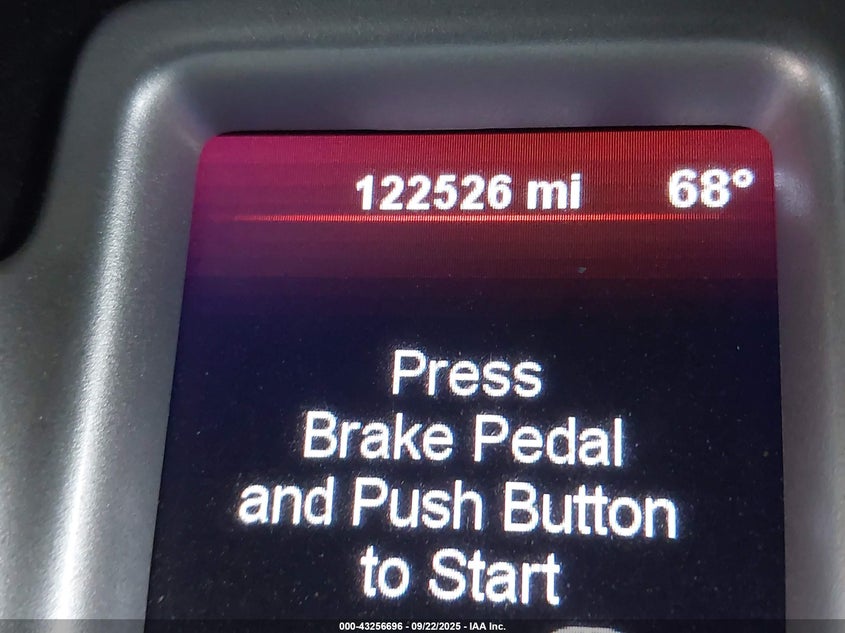 122526 mi 68°
Press
Brake Pedal
and Push Button
to Start
000-43256696 - 09/22/2025 - IAA Inc.